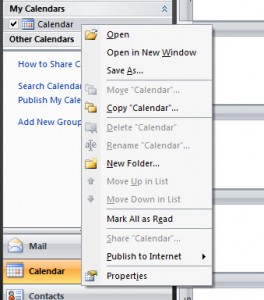 My Calendars
Calendar
Other Calendars
How to Share C
Search Calenda
Publish My Cale
Add New Group
Open
Open in New Window
Save As...
Move "Calendar"...
Copy "Calendar"...
Delete "Calendar"
Rename "Calendar"...
New Folder...
Move Up in List
Move Down in List
Mark All as Read
Share "Calendar"...
Publish to Internet
Properties
Mail
Calendar
Contacts